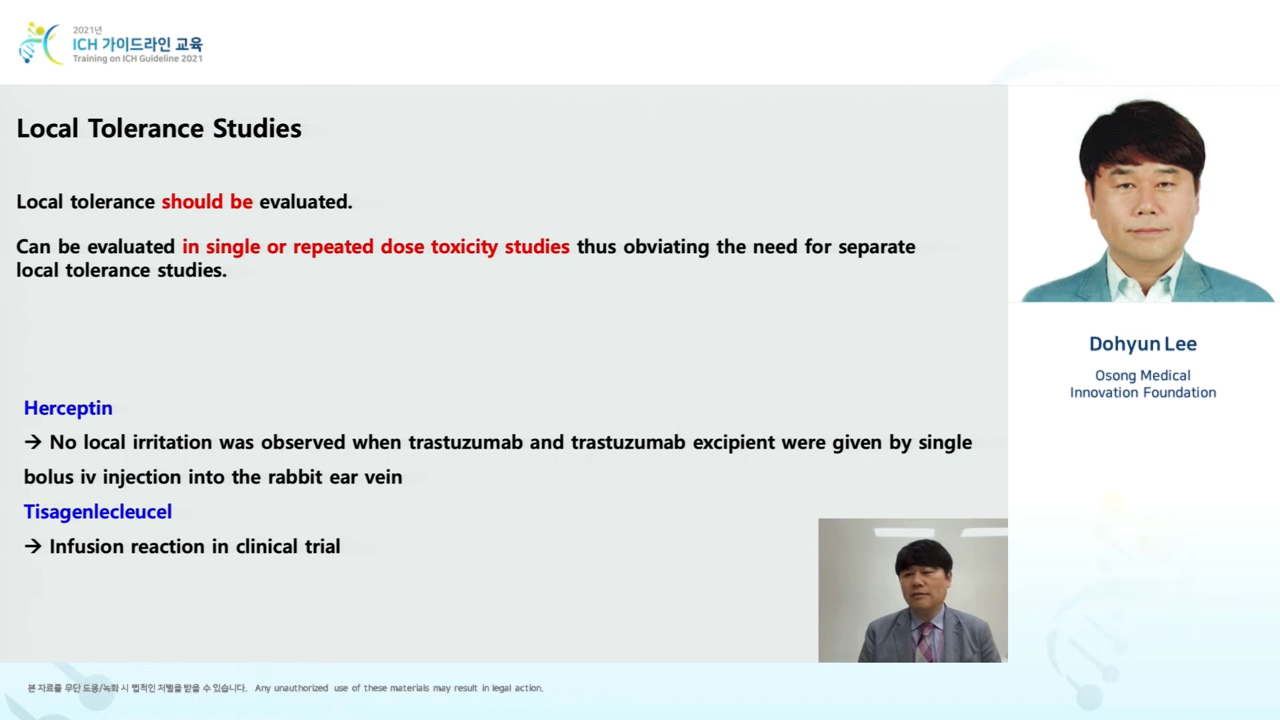 2021년
ICH 가이드라인 교육
Training on ICH Guideline 2021
Local Tolerance Studies
Local tolerance should be evaluated.
Can be evaluated in single or repeated dose toxicity studies thus obviating the need for separate
local tolerance studies.
Herceptin
→ No local irritation was observed when trastuzumab and trastuzumab excipient were given by single
bolus iv injection into the rabbit ear vein
Tisagenlecleucel
→ Infusion reaction in clinical trial
Dohyun Lee
Osong Medical
Innovation Foundation
본 자료를 무단 도용/녹화 시 법적인 처벌을 받을 수 있습니다. Any unauthorized use of these materials may result in legal action.